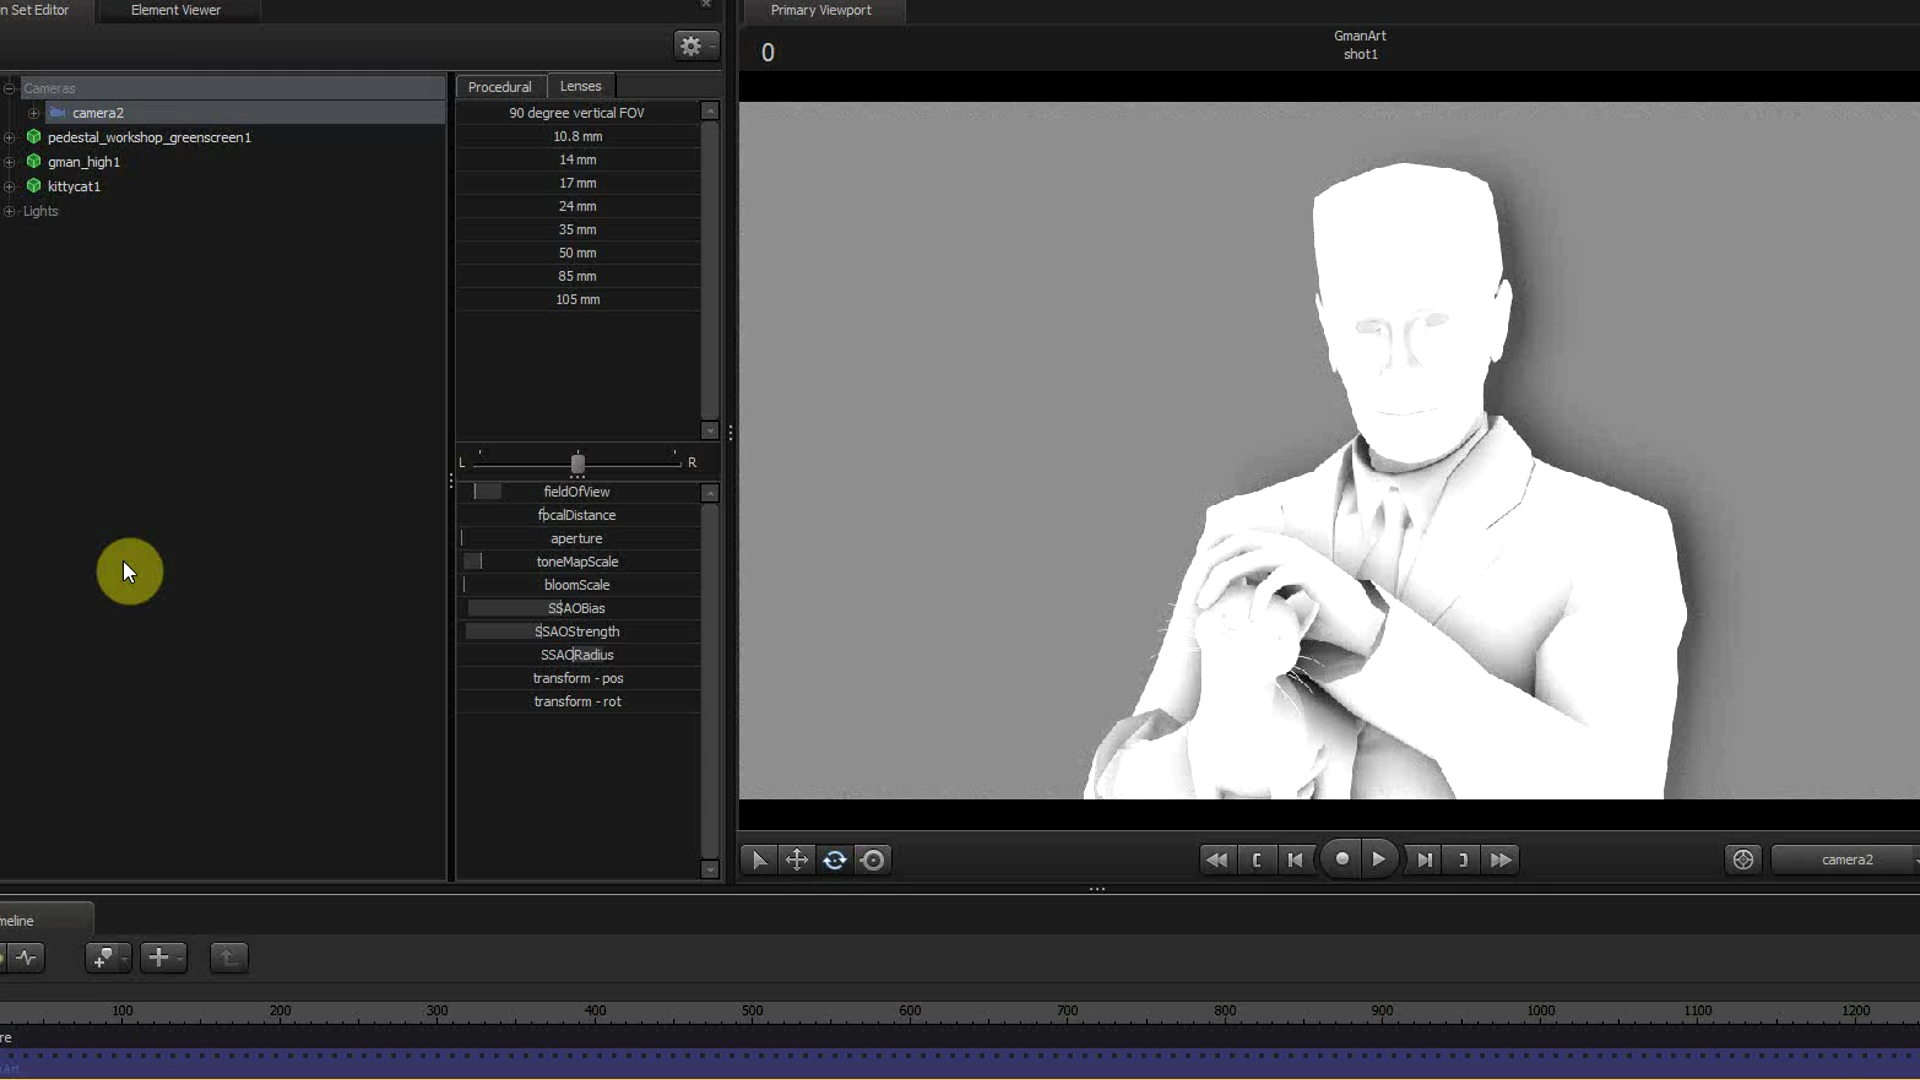 n Set Editor
Element Viewer
Primary Viewport
0
GmanArt
shot1
Cameras
camera2
pedestal_workshop_greenscreen1
gman_high1
kittycat1
Lights
Procedural
Lenses
90 degree vertical FOV
10.8 mm
14 mm
17 mm
24 mm
35 mm
50 mm
85 mm
105 mm
L
R
fieldOfView
focalDistance
aperture
toneMapScale
bloomScale
SSAOBias
SSAOStrength
SSAORadius
transform - pos
transform - rot
camera2
meline
100
200
300
400
500
600
700
800
900
1000
1100
1200
re